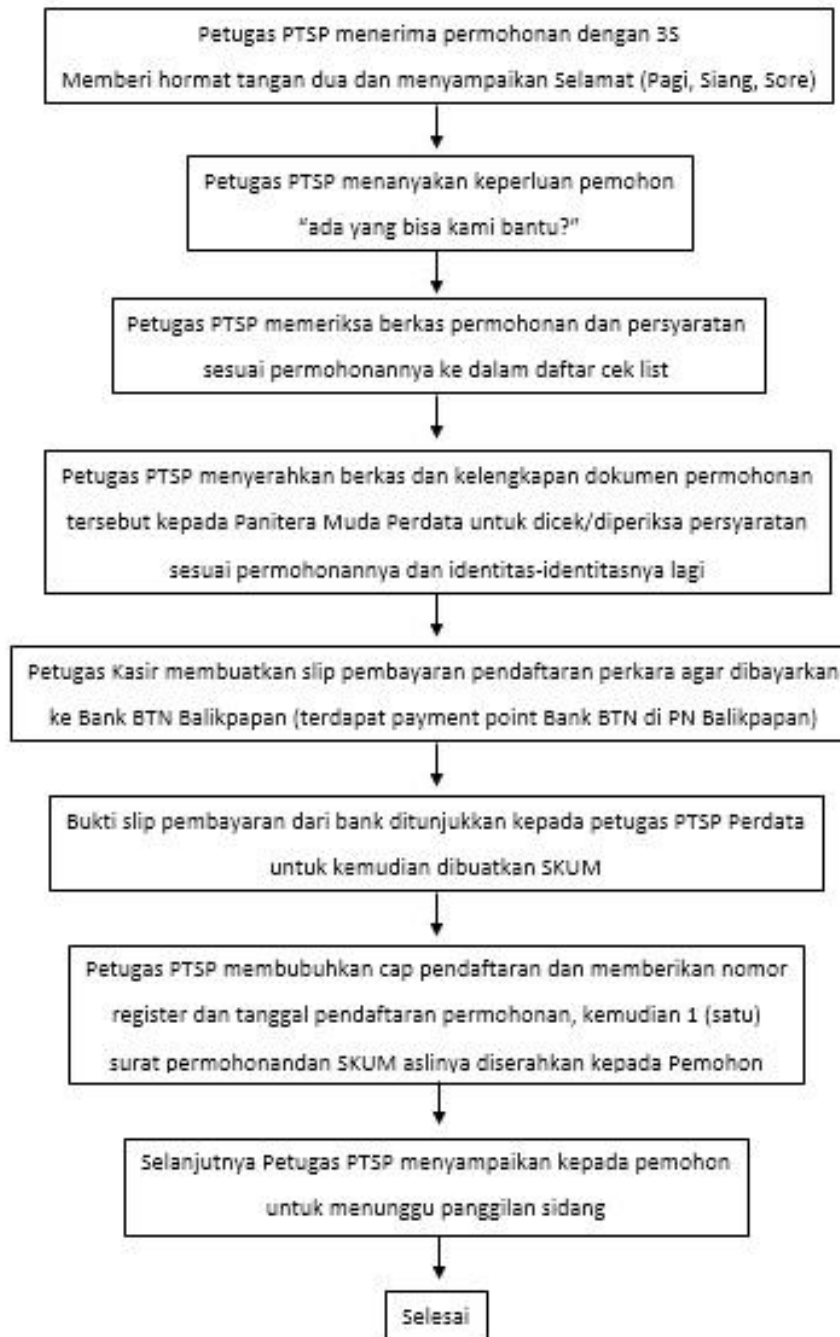 Petugas PTSP menerima permohonan dengan 3S
Memberi hormat tangan dua dan menyampaikan Selamat (Pagi, Siang, Sore)
Petugas PTSP menanyakan keperluan pemohon
“ada yang bisa kami bantu?”
Petugas PTSP memeriksa berkas permohonan dan persyaratan
sesuai permohonannya ke dalam daftar cek list
Petugas PTSP menyerahkan berkas dan kelengkapan dokumen permohonan
tersebut kepada Panitera Muda Perdata untuk dicek/diperiksa persyaratan
sesuai permohonannya dan identitas-identitasnya lagi
Petugas Kasir membuatkan slip pembayaran pendaftaran perkara agar dibayarkan
ke Bank BTN Balikpapan (terdapat payment point Bank BTN di PN Balikpapan)
Bukti slip pembayaran dari bank ditunjukkan kepada petugas PTSP Perdata
untuk kemudian dibuatkan SKUM
Petugas PTSP membubuhkan cap pendaftaran dan memberikan nomor
register dan tanggal pendaftaran permohonan, kemudian 1 (satu)
surat permohonandan SKUM aslinya diserahkan kepada Pemohon
Selanjutnya Petugas PTSP menyampaikan kepada pemohon
untuk menunggu panggilan sidang
Selesai